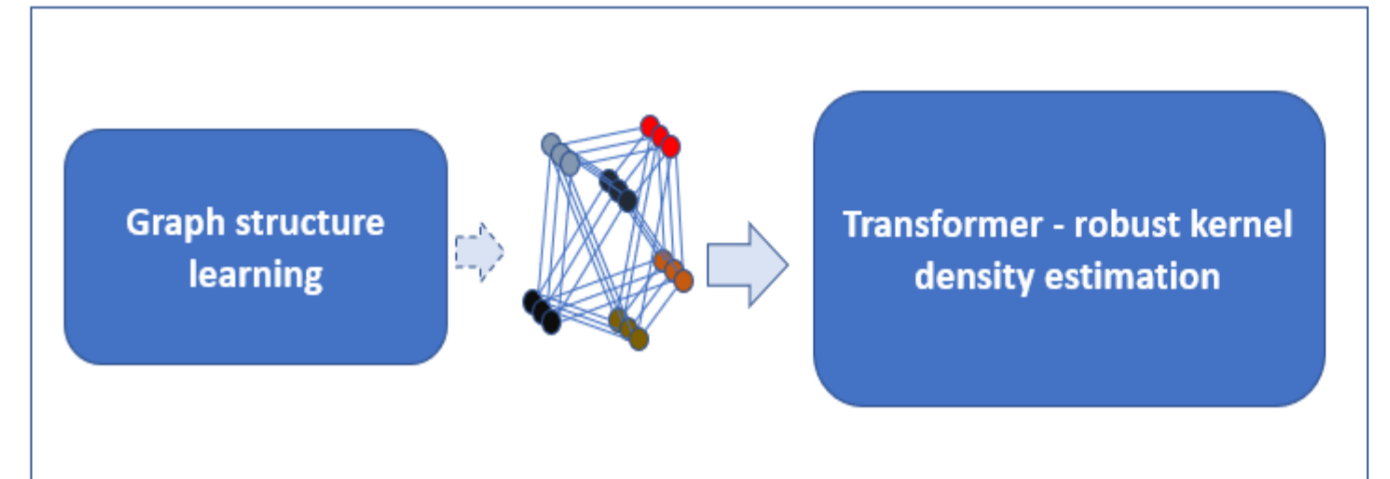 Graph structure
learning
Transformer - robust kernel
density estimation